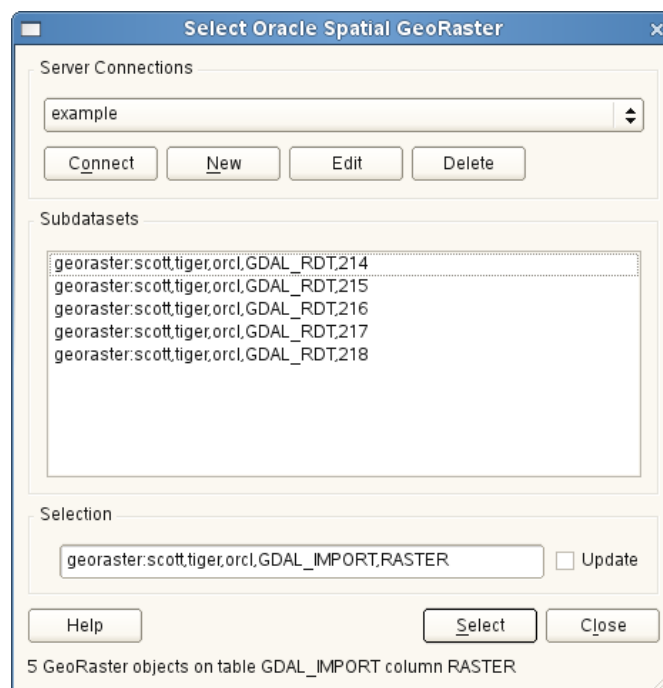 Select Oracle Spatial GeoRaster
Server Connections
example
Connect New Edit Delete
Subdatasets
georaster:scott,tiger,orcl,GDAL_RDT,214
georaster:scott,tiger,orcl,GDAL_RDT,215
georaster:scott,tiger,orcl,GDAL_RDT,216
georaster:scott,tiger,orcl,GDAL_RDT,217
georaster:scott,tiger,orcl,GDAL_RDT,218
Selection
georaster:scott,tiger,orcl,GDAL_IMPORT,RASTER Update
Help Select Close
5 GeoRaster objects on table GDAL_IMPORT column RASTER